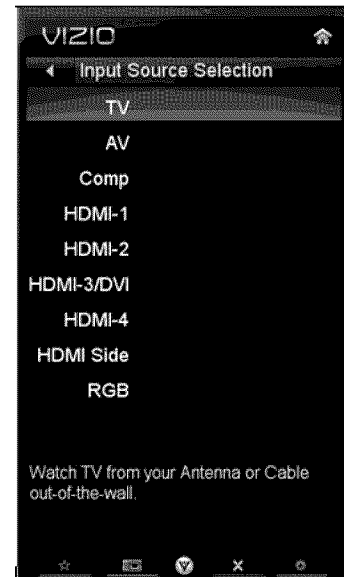 VIZIO
Input Source Selection
TV
AV
Comp
HDMI-1
HDMI-2
HDMI-3/DVI
HDMI-4
HDMI Side
RGB
Watch TV from your Antenna or Cable
out-of-the-wall.